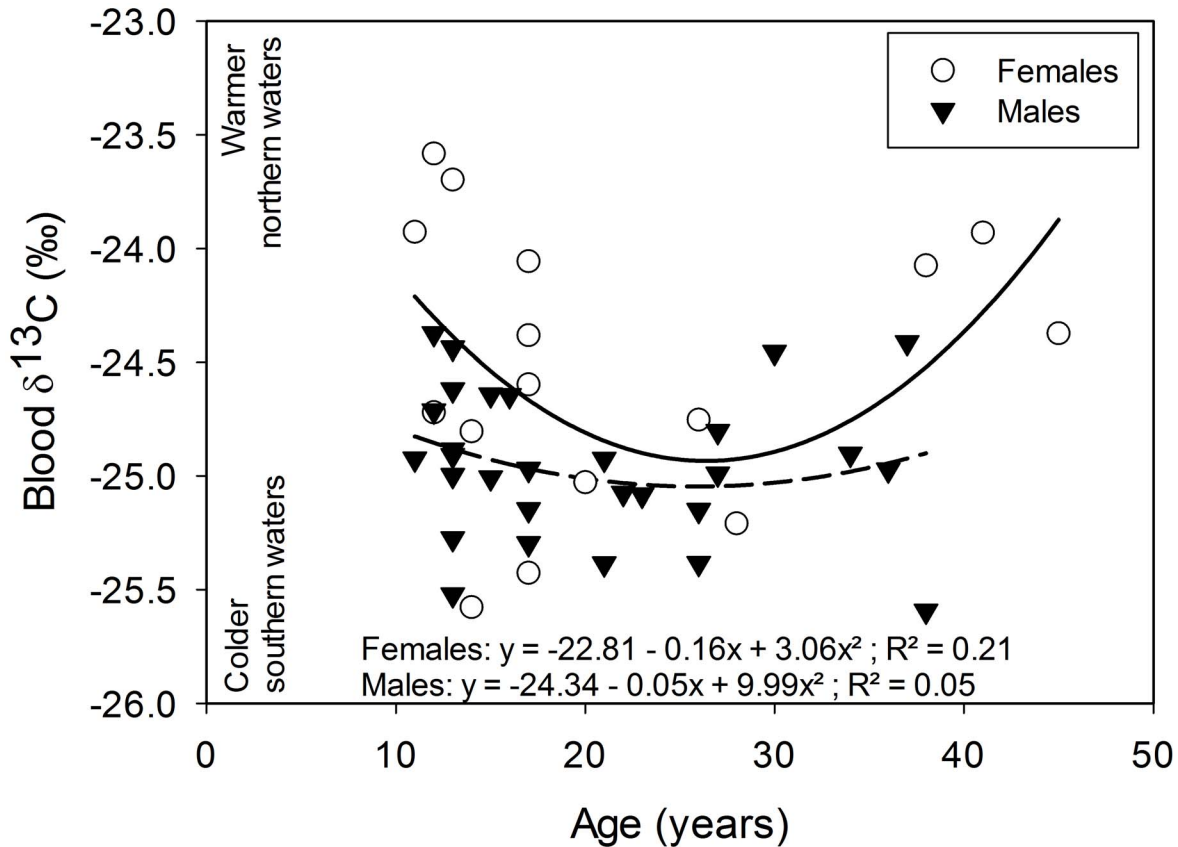 -23.0
-23.5
-24.0
-24.5
-25.0
-25.5
-26.0
Blood δ13C (‰)
Warmer
northern waters
Colder
southern waters
Females
Males
Females: y = -22.81 - 0.16x + 3.06x² ; R² = 0.21
Males: y = -24.34 - 0.05x + 9.99x² ; R² = 0.05
0 10 20 30 40 50
Age (years)